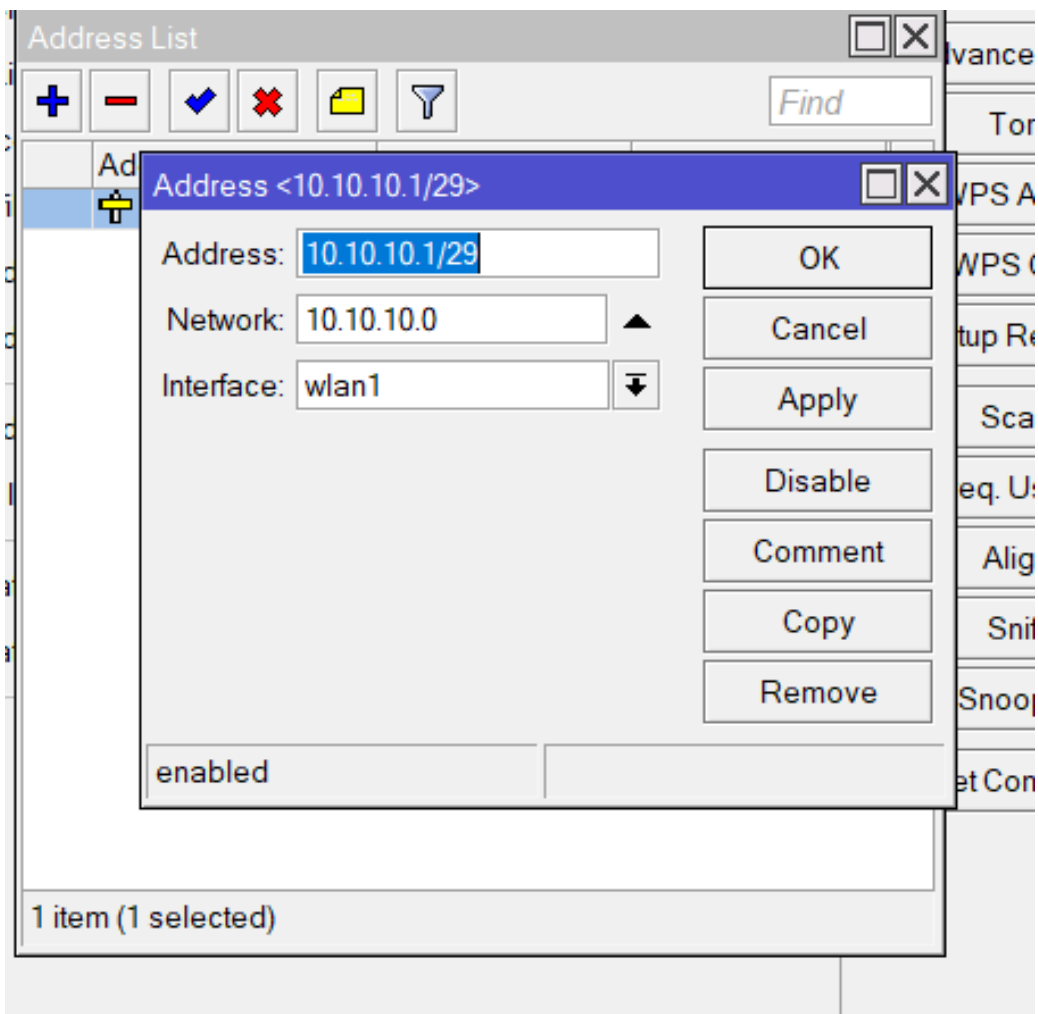 Address List
Find
Address <10.10.10.1/29>
Address: 10.10.10.1/29
OK
Network: 10.10.10.0
Cancel
Interface: wlan1
Apply
Disable
Comment
Copy
Remove
enabled
1 item (1 selected)